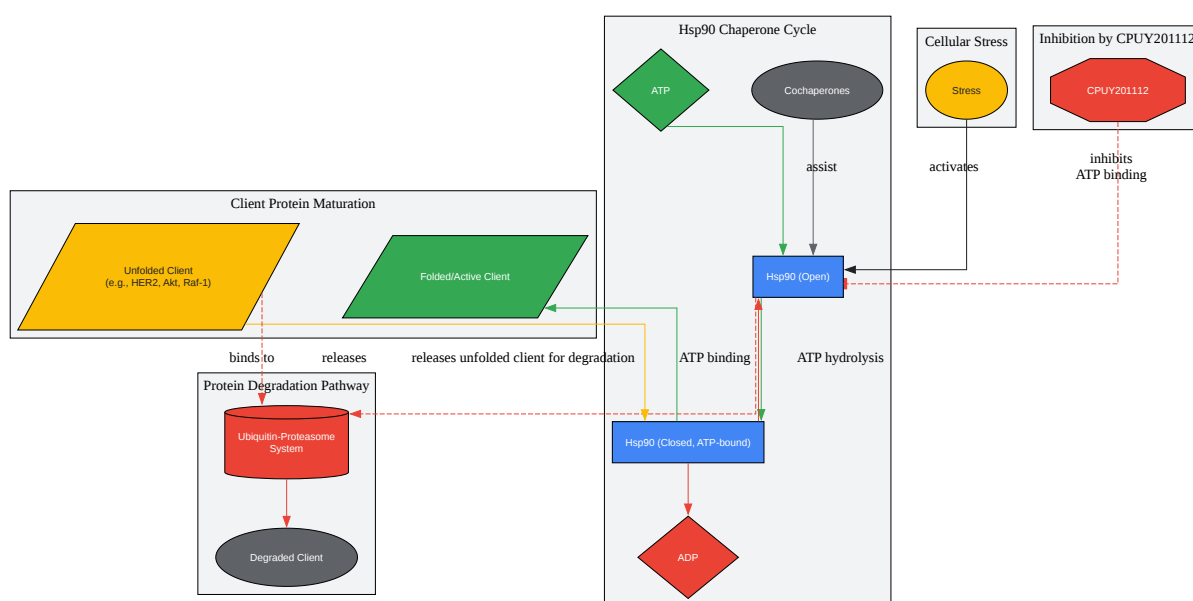 Hsp90 Chaperone Cycle
Cellular Stress
Inhibition by CPUY201112
ATP
Cochaperones
Stress
CPUY201112
assist
activates
inhibits
ATP binding
Client Protein Maturation
Unfolded Client
(e.g., HER2, Akt, Raf-1)
Folded/Active Client
Hsp90 (Open)
binds to
releases
releases unfolded client for degradation
ATP binding
ATP hydrolysis
Protein Degradation Pathway
Ubiquitin-Proteasome
System
Hsp90 (Closed, ATP-bound)
Degraded Client
ADP